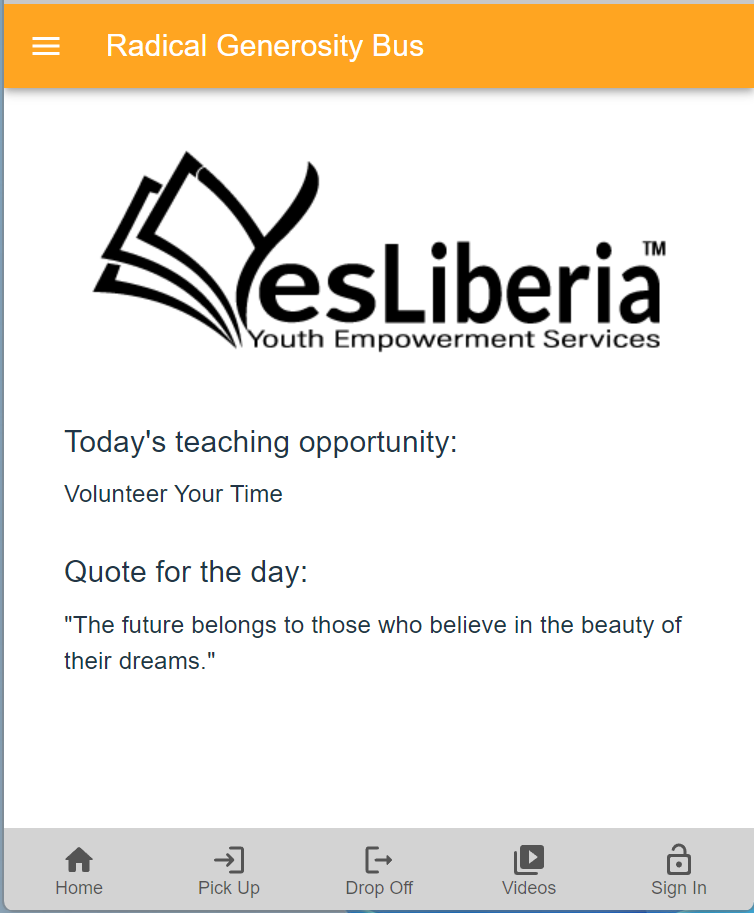 Radical Generosity Bus
YesLiberia™
Youth Empowerment Services
Today's teaching opportunity:
Volunteer Your Time
Quote for the day:
"The future belongs to those who believe in the beauty of
their dreams."
Home Pick Up Drop Off Videos Sign In